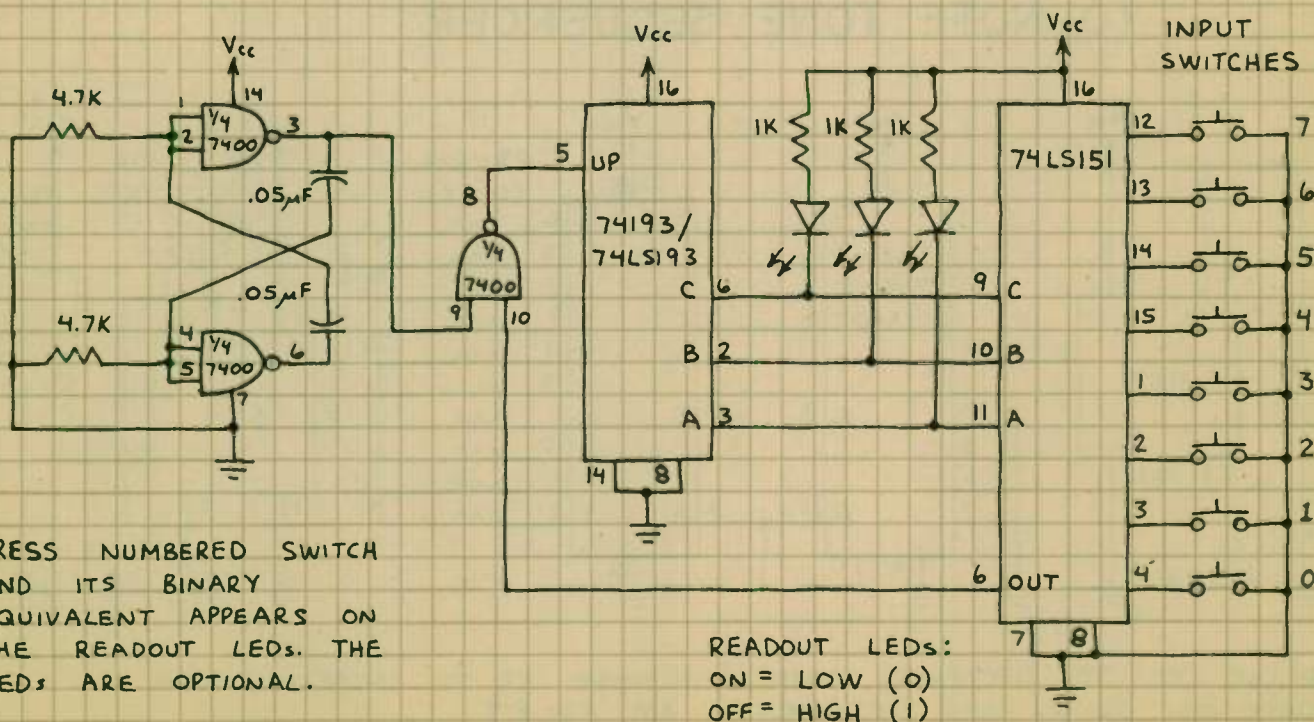 INPUT
SWITCHES
Vcc
14
4.7K
1
2
1/4
7400
3
.05µF
.05µF
4.7K
4
5
1/4
7400
6
7
8
1/4
7400
9
10
Vcc
16
5
UP
74193/
74LS193
C
6
B
2
A
3
14
8
1K
1K
1K
Vcc
16
74LS151
9
C
10
B
11
A
6
OUT
7
8
12
7
13
6
14
5
15
4
1
3
2
2
3
1
4
0
RESS NUMBERED SWITCH
ND ITS BINARY
QUIVALENT APPEARS ON
HE READOUT LEDs. THE
EDs ARE OPTIONAL.
READOUT LEDs:
ON = LOW (0)
OFF = HIGH (1)